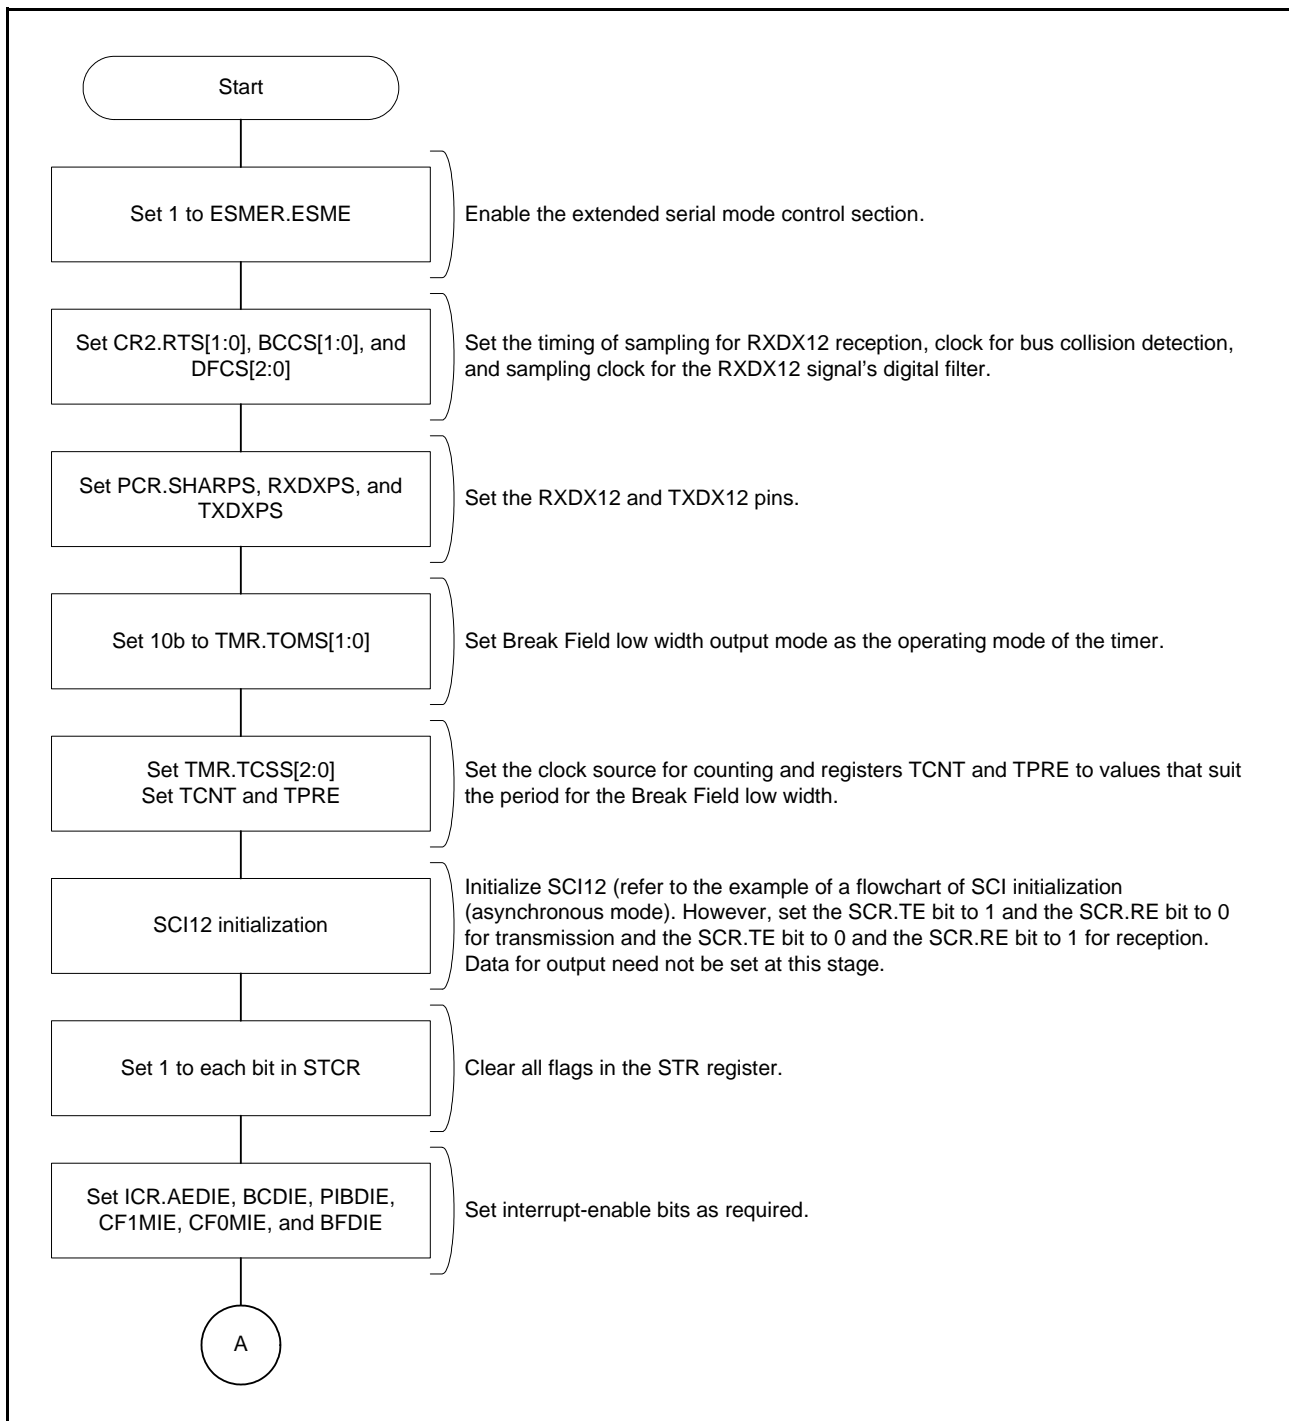 Start
Set 1 to ESMER.ESME
Enable the extended serial mode control section.
Set CR2.RTS[1:0], BCCS[1:0], and
DFCS[2:0]
Set the timing of sampling for RXDX12 reception, clock for bus collision detection,
and sampling clock for the RXDX12 signal's digital filter.
Set PCR.SHARPS, RXDXPS, and
TXDXPS
Set the RXDX12 and TXDX12 pins.
Set 10b to TMR.TOMS[1:0]
Set Break Field low width output mode as the operating mode of the timer.
Set TMR.TCSS[2:0]
Set TCNT and TPRE
Set the clock source for counting and registers TCNT and TPRE to values that suit
the period for the Break Field low width.
SCI12 initialization
Initialize SCI12 (refer to the example of a flowchart of SCI initialization
(asynchronous mode). However, set the SCR.TE bit to 1 and the SCR.RE bit to 0
for transmission and the SCR.TE bit to 0 and the SCR.RE bit to 1 for reception.
Data for output need not be set at this stage.
Set 1 to each bit in STCR
Clear all flags in the STR register.
Set ICR.AEDIE, BCDIE, PIBDIE,
CF1MIE, CF0MIE, and BFDIE
Set interrupt-enable bits as required.
A